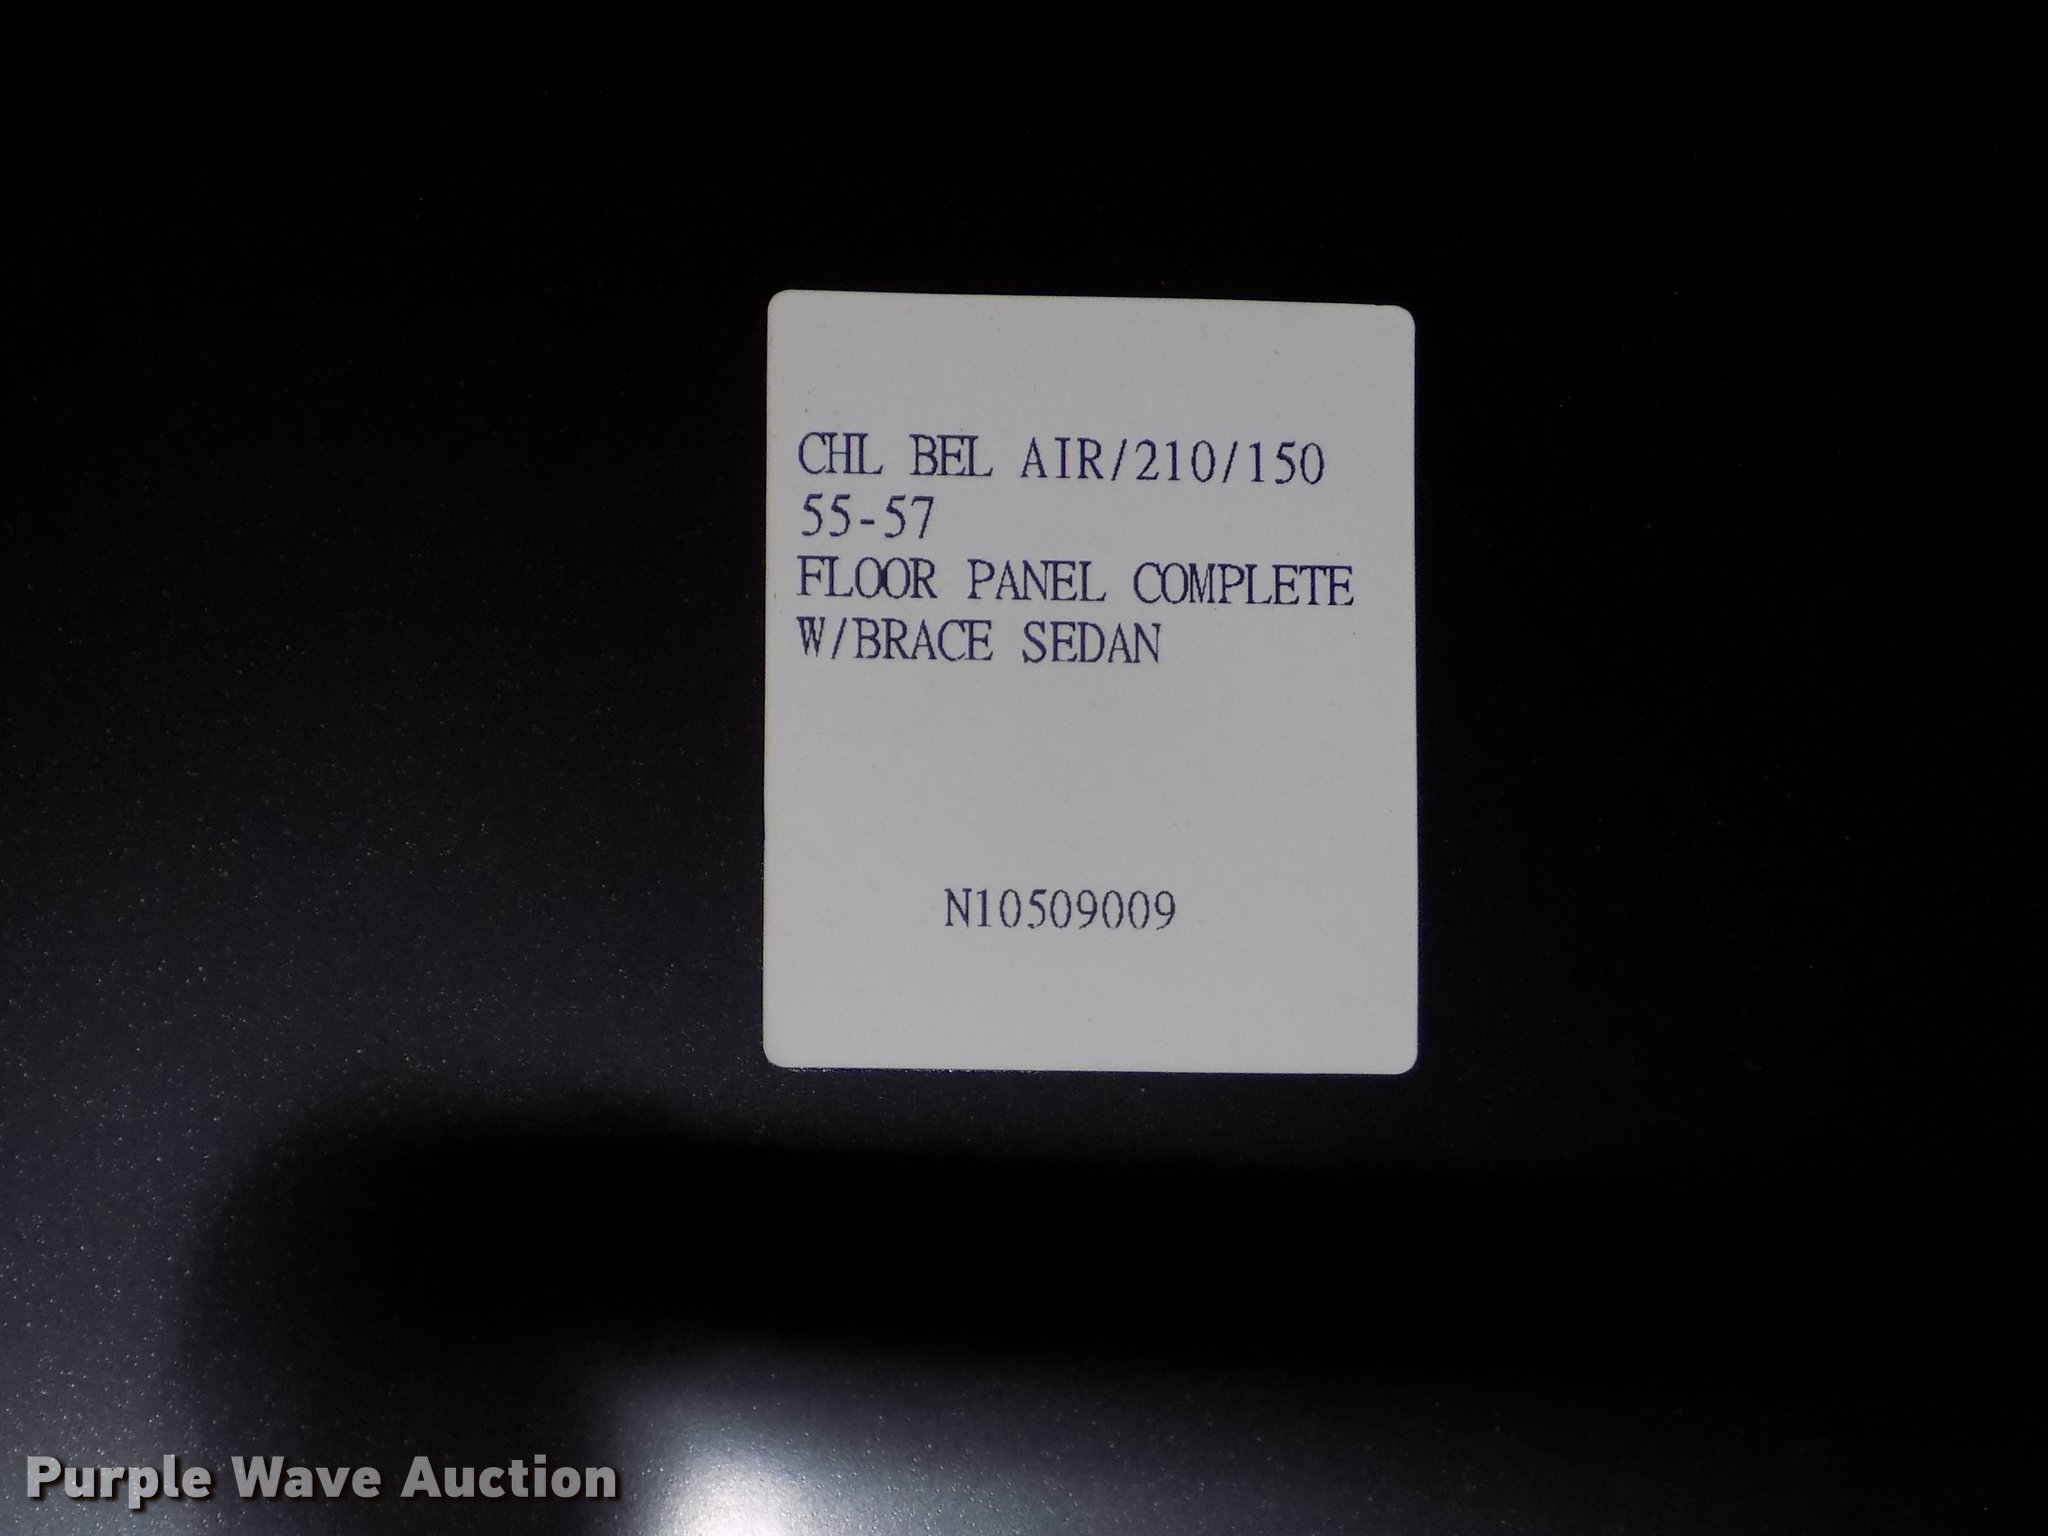 CHL BEL AIR/210/150
55-57
FLOOR PANEL COMPLETE
W/BRACE SEDAN
N10509009
Purple Wave Auction